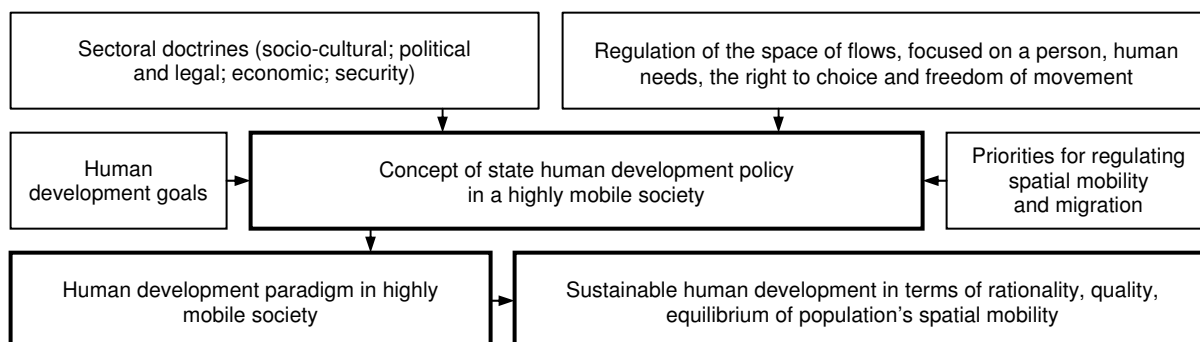 Sectoral doctrines (socio-cultural; political
and legal; economic; security)
Regulation of the space of flows, focused on a person, human
needs, the right to choice and freedom of movement
Human
development goals
Concept of state human development policy
in a highly mobile society
Priorities for regulating
spatial mobility
and migration
Human development paradigm in highly
mobile society
Sustainable human development in terms of rationality, quality,
equilibrium of population’s spatial mobility